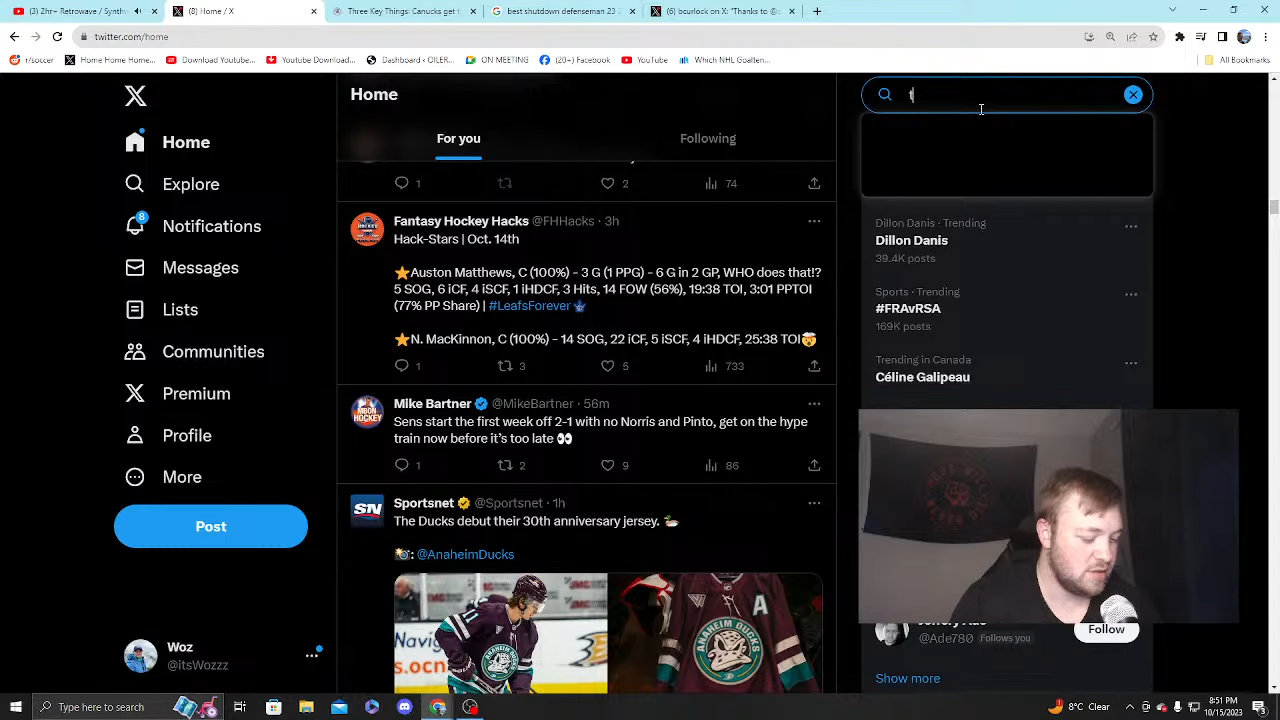 2hr+ Retrowave / Synthw
(8) Home / X
Three Key Things: Canucks get
best shutdown defenseman 23
(6) bcurlock on X: "Thanks to @
twitter.com/home
r/soccer
Home Home Home...
Download Youtube...
Youtube Download...
Dashboard ‹ OILER...
ON MEETING
(20+) Facebook
YouTube
Which NHL Goalten...
All Bookmarks
Home
Explore
8
Notifications
Messages
Lists
Communities
Premium
Profile
More
Post
Woz
@itsWozzz
Home
For you
Following
1
2
74
Fantasy Hockey Hacks @FHHacks · 3h
Hack-Stars | Oct. 14th
⭐Auston Matthews, C (100%) - 3 G (1 PPG) - 6 G in 2 GP, WHO does that!?
5 SOG, 6 iCF, 4 iSCF, 1 iHDCF, 3 Hits, 14 FOW (56%), 19:38 TOI, 3:01 PPTOI
(77% PP Share) | #LeafsForever
⭐N. MacKinnon, C (100%) - 14 SOG, 22 iCF, 5 iSCF, 4 iHDCF, 25:38 TOI🤯
1
3
5
733
Mike Bartner @MikeBartner · 56m
Sens start the first week off 2-1 with no Norris and Pinto, get on the hype
train now before it's too late 👀
1
2
9
86
Sportsnet @Sportsnet · 1h
The Ducks debut their 30th anniversary jersey. 🦆
📸: @AnaheimDucks
ANAHEIM DUCKS
A
t
Dillon Danis · Trending
Dillon Danis
39.4K posts
Sports · Trending
#FRAvRSA
169K posts
Trending in Canada
Céline Galipeau
@Ade780 Follows you
Follow
Show more
Type here to search
8°C Clear
8:51 PM
10/15/2023